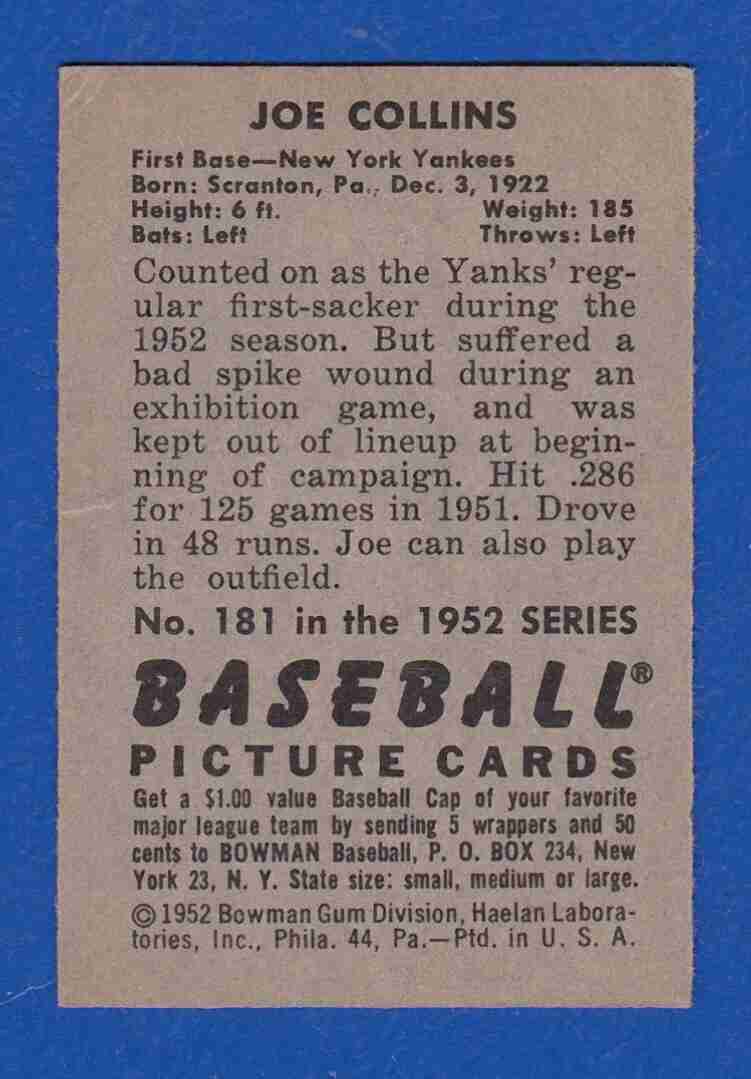 JOE COLLINS
First Base—New York Yankees
Born: Scranton, Pa., Dec. 3, 1922
Height: 6 ft. Weight: 185
Bats: Left Throws: Left
Counted on as the Yanks' reg-
ular first-sacker during the
1952 season. But suffered a
bad spike wound during an
exhibition game, and was
kept out of lineup at begin-
ning of campaign. Hit .286
for 125 games in 1951. Drove
in 48 runs. Joe can also play
the outfield.
No. 181 in the 1952 SERIES
BASEBALL®
PICTURE CARDS
Get a $1.00 value Baseball Cap of your favorite
major league team by sending 5 wrappers and 50
cents to BOWMAN Baseball, P. O. BOX 234, New
York 23, N. Y. State size: small, medium or large.
© 1952 Bowman Gum Division, Haelan Labora-
tories, Inc., Phila. 44, Pa.—Ptd. in U. S. A.